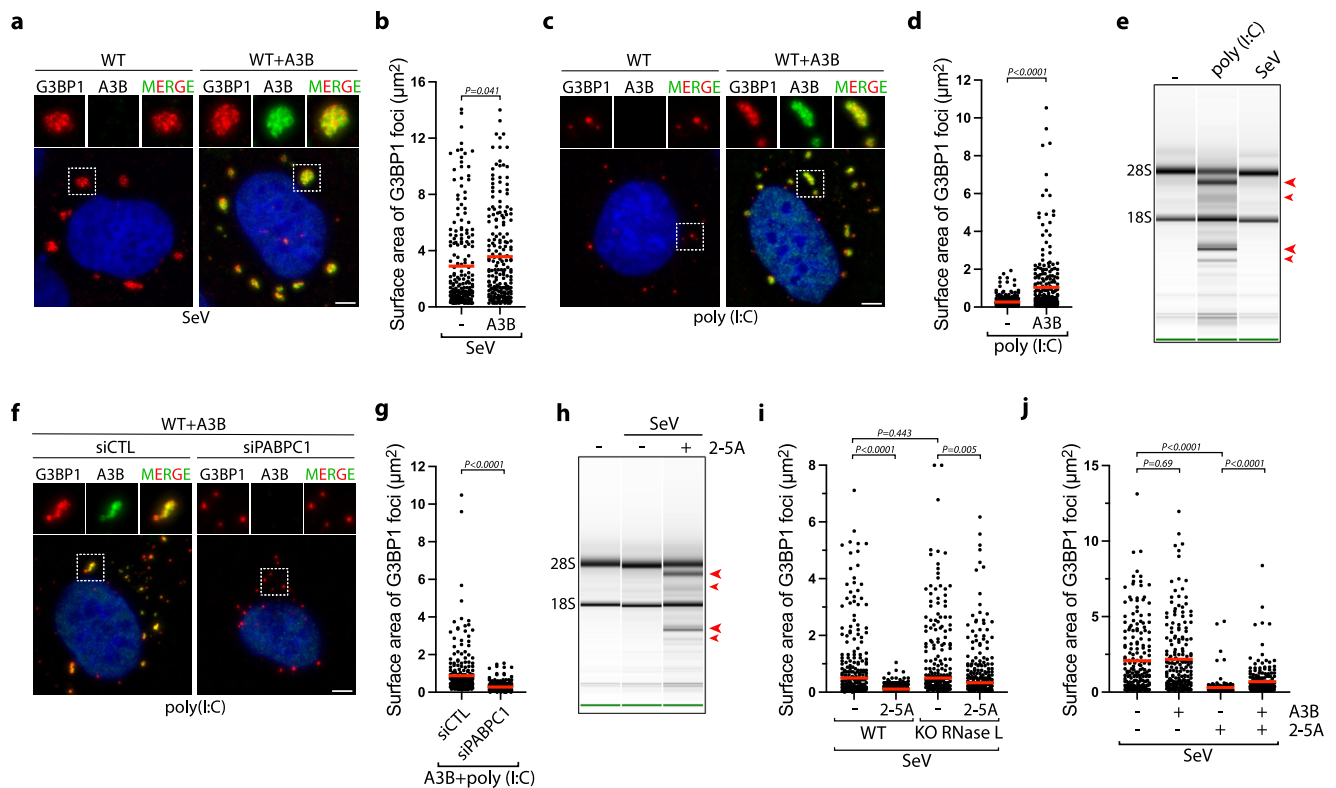 a
WT
WT+A3B
G3BP1 A3B MERGE G3BP1 A3B MERGE
SeV
b
Surface area of G3BP1 foci (µm²)
16
14
12
10
8
6
4
2
0
P=0.041
- A3B
SeV
c
WT
WT+A3B
G3BP1 A3B MERGE G3BP1 A3B MERGE
poly (I:C)
d
Surface area of G3BP1 foci (µm²)
12
10
8
6
4
2
0
P<0.0001
- A3B
poly (I:C)
e
- poly (I:C) SeV
28S
18S
f
WT+A3B
siCTL siPABPC1
G3BP1 A3B MERGE G3BP1 A3B MERGE
poly(I:C)
g
Surface area of G3BP1 foci (µm²)
12
10
8
6
4
2
0
P<0.0001
siCTL siPABPC1
A3B+poly (I:C)
h
SeV
- - + 2-5A
28S
18S
i
Surface area of G3BP1 foci (µm²)
8
6
4
2
0
P=0.443
P<0.0001 P=0.005
- 2-5A - 2-5A
WT KO RNase L
SeV
j
Surface area of G3BP1 foci (µm²)
15
10
5
0
P<0.0001
P=0.69 P<0.0001
- + - + A3B
- - + + 2-5A
SeV